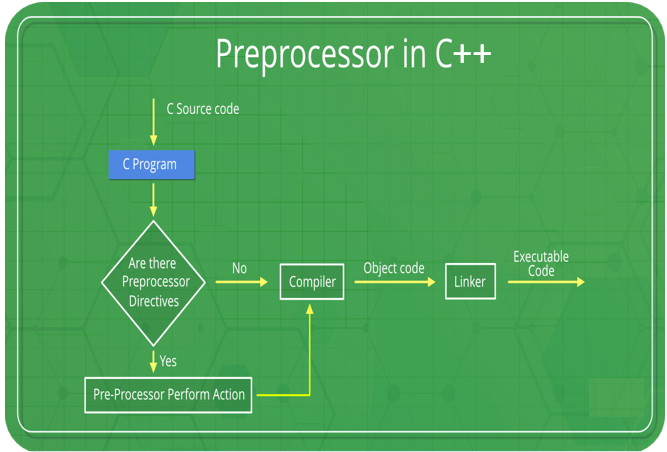 Preprocessor in C++
C Source code
C Program
Are there
Preprocessor
Directives
No
Compiler
Object code
Linker
Executable
Code
Yes
Pre-Processor Perform Action